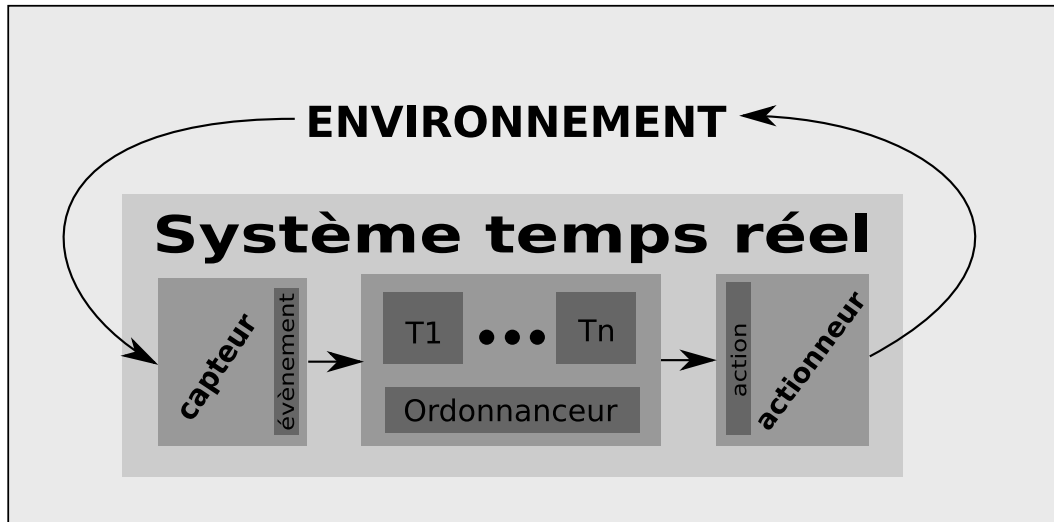 ENVIRONNEMENT
Système temps réel
capteur
évènement
T1
Tn
Ordonnanceur
action
actionneur